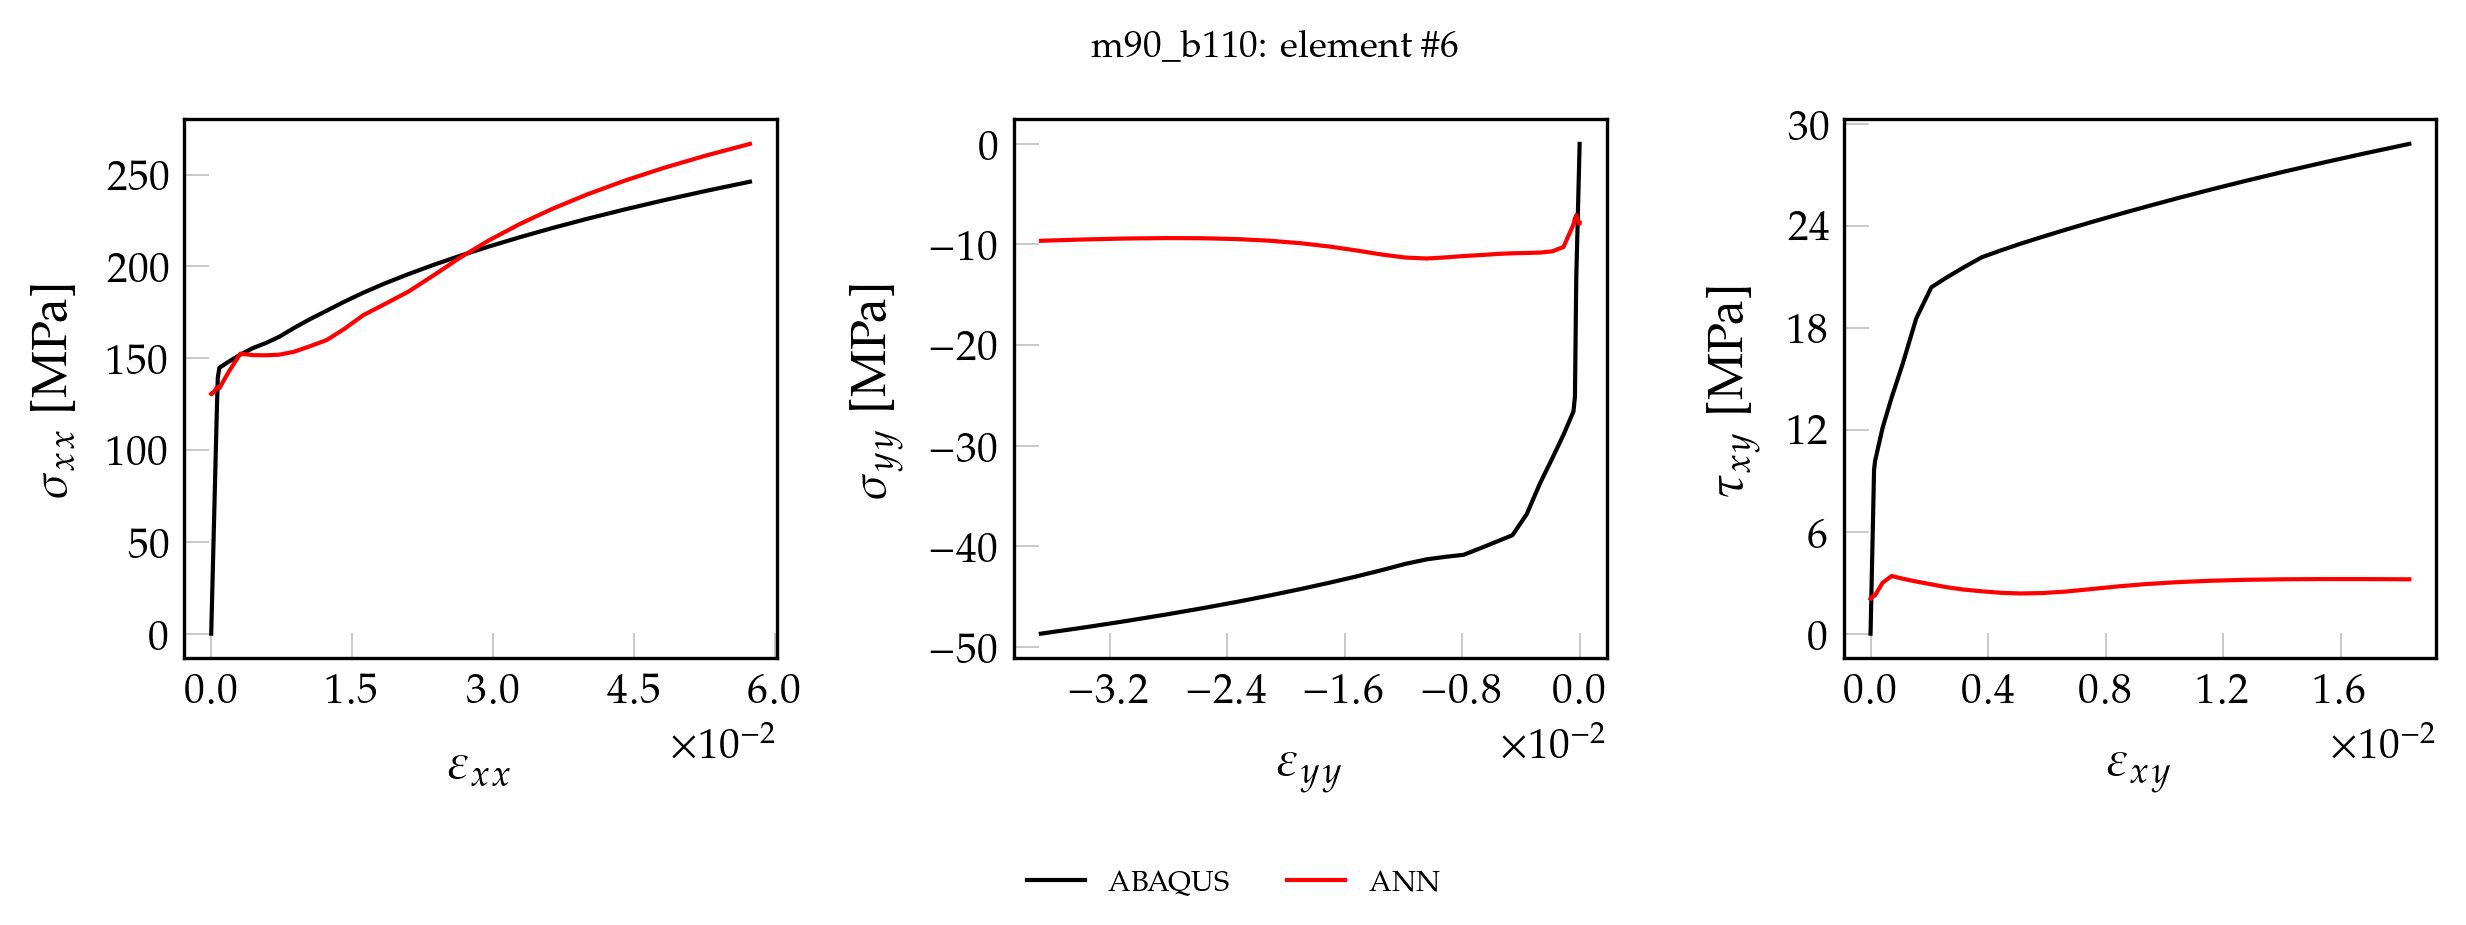 m90_b110: element #6
σxx [MPa]
250
200
150
100
50
0
0.0 1.5 3.0 4.5 6.0
×10−2
εxx
σyy [MPa]
0
−10
−20
−30
−40
−50
−3.2 −2.4 −1.6 −0.8 0.0
×10−2
εyy
τxy [MPa]
30
24
18
12
6
0
0.0 0.4 0.8 1.2 1.6
×10−2
εxy
ABAQUS ANN